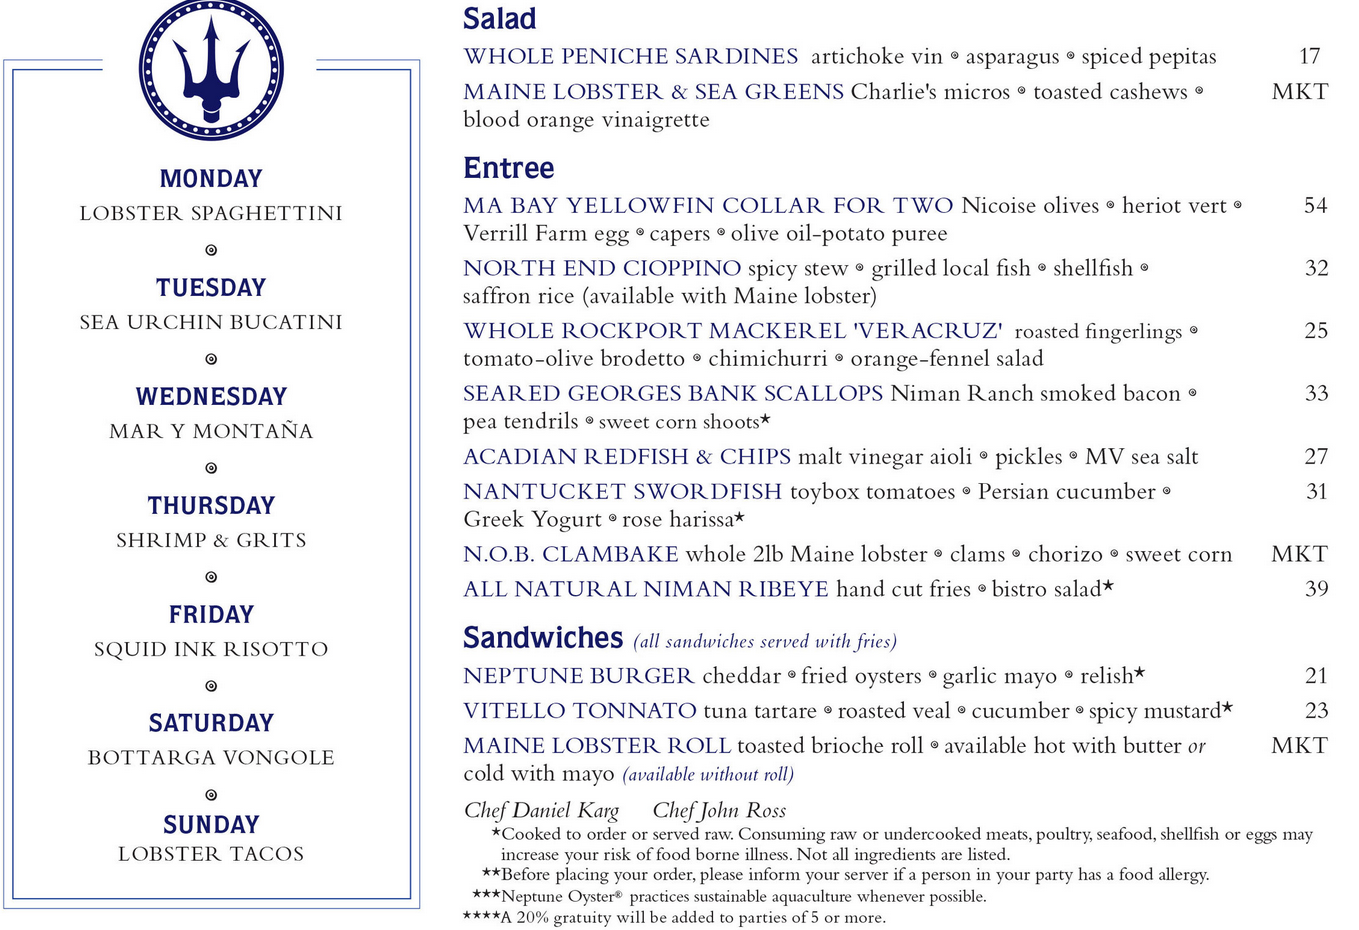 MONDAY
LOBSTER SPAGHETTINI
TUESDAY
SEA URCHIN BUCATINI
WEDNESDAY
MAR Y MONTAÑA
THURSDAY
SHRIMP & GRITS
FRIDAY
SQUID INK RISOTTO
SATURDAY
BOTTARGA VONGOLE
SUNDAY
LOBSTER TACOS
Salad
WHOLE PENICHE SARDINES artichoke vin ๏ asparagus ๏ spiced pepitas 17
MAINE LOBSTER & SEA GREENS Charlie's micros ๏ toasted cashews ๏ MKT
blood orange vinaigrette
Entree
MA BAY YELLOWFIN COLLAR FOR TWO Nicoise olives ๏ heriot vert ๏ 54
Verrill Farm egg ๏ capers ๏ olive oil-potato puree
NORTH END CIOPPINO spicy stew ๏ grilled local fish ๏ shellfish ๏ 32
saffron rice (available with Maine lobster)
WHOLE ROCKPORT MACKEREL 'VERACRUZ' roasted fingerlings ๏ 25
tomato-olive brodetto ๏ chimichurri ๏ orange-fennel salad
SEARED GEORGES BANK SCALLOPS Niman Ranch smoked bacon ๏ 33
pea tendrils ๏ sweet corn shoots★
ACADIAN REDFISH & CHIPS malt vinegar aioli ๏ pickles ๏ MV sea salt 27
NANTUCKET SWORDFISH toybox tomatoes ๏ Persian cucumber ๏ 31
Greek Yogurt ๏ rose harissa★
N.O.B. CLAMBAKE whole 2lb Maine lobster ๏ clams ๏ chorizo ๏ sweet corn MKT
ALL NATURAL NIMAN RIBEYE hand cut fries ๏ bistro salad★ 39
Sandwiches (all sandwiches served with fries)
NEPTUNE BURGER cheddar ๏ fried oysters ๏ garlic mayo ๏ relish★ 21
VITELLO TONNATO tuna tartare ๏ roasted veal ๏ cucumber ๏ spicy mustard★ 23
MAINE LOBSTER ROLL toasted brioche roll ๏ available hot with butter or MKT
cold with mayo (available without roll)
Chef Daniel Karg Chef John Ross
★Cooked to order or served raw. Consuming raw or undercooked meats, poultry, seafood, shellfish or eggs may
increase your risk of food borne illness. Not all ingredients are listed.
★★Before placing your order, please inform your server if a person in your party has a food allergy.
★★★Neptune Oyster® practices sustainable aquaculture whenever possible.
★★★★A 20% gratuity will be added to parties of 5 or more.